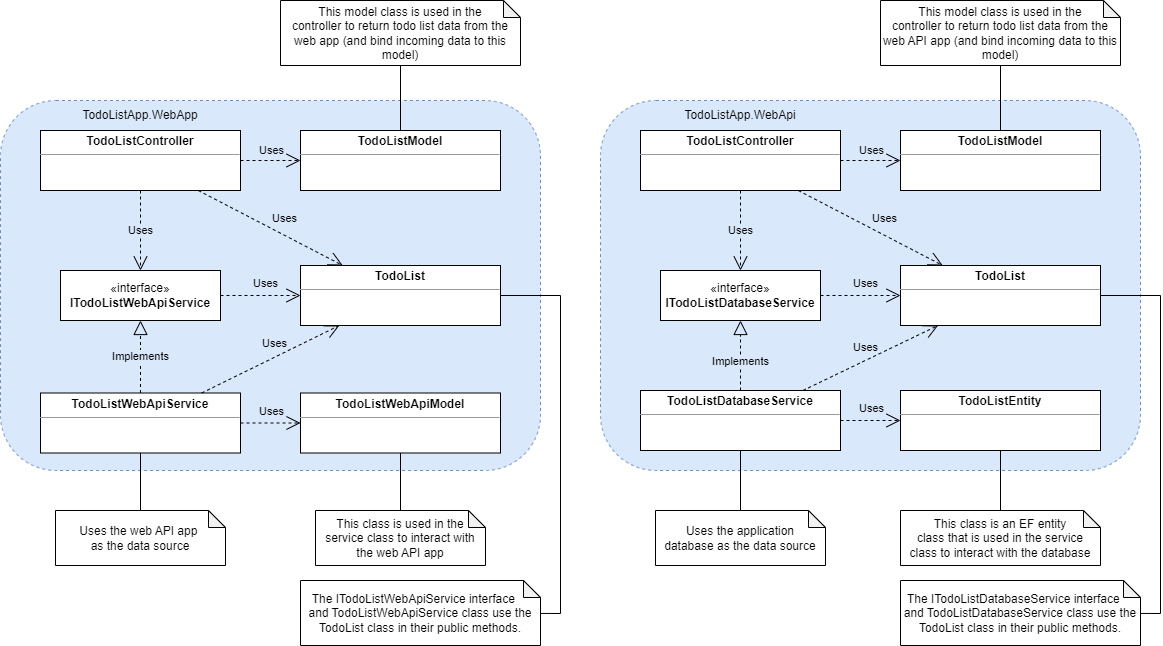 This model class is used in the
controller to return todo list data from the
web app (and bind incoming data to this
model)
TodoListApp.WebApp
TodoListController
Uses
TodoListModel
Uses
Uses
«interface»
ITodoListWebApiService
Uses
TodoList
Implements
Uses
TodoListWebApiService
Uses
TodoListWebApiModel
Uses the web API app
as the data source
This class is used in the
service class to interact with
the web API app
The ITodoListWebApiService interface
and TodoListWebApiService class use the
TodoList class in their public methods.
This model class is used in the
controller to return todo list data from the
web API app (and bind incoming data to this
model)
TodoListApp.WebApi
TodoListController
Uses
TodoListModel
Uses
Uses
«interface»
ITodoListDatabaseService
Uses
TodoList
Implements
Uses
TodoListDatabaseService
Uses
TodoListEntity
Uses the application
database as the data source
This class is an EF entity
class that is used in the service
class to interact with the database
The ITodoListDatabaseService interface
and TodoListDatabaseService class use the
TodoList class in their public methods.